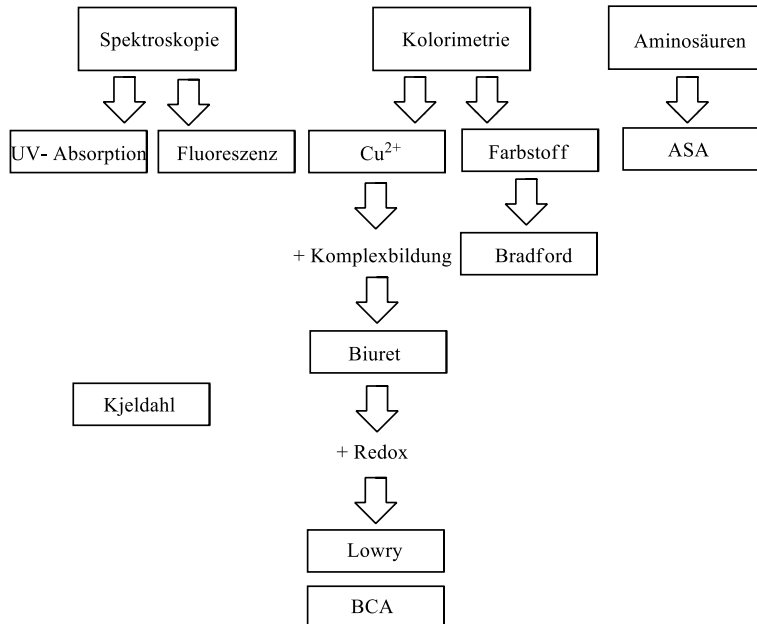 Spektroskopie
Kolorimetrie
Aminosäuren
UV- Absorption
Fluoreszenz
Cu²⁺
Farbstoff
ASA
+ Komplexbildung
Bradford
Biuret
Kjeldahl
+ Redox
Lowry
BCA